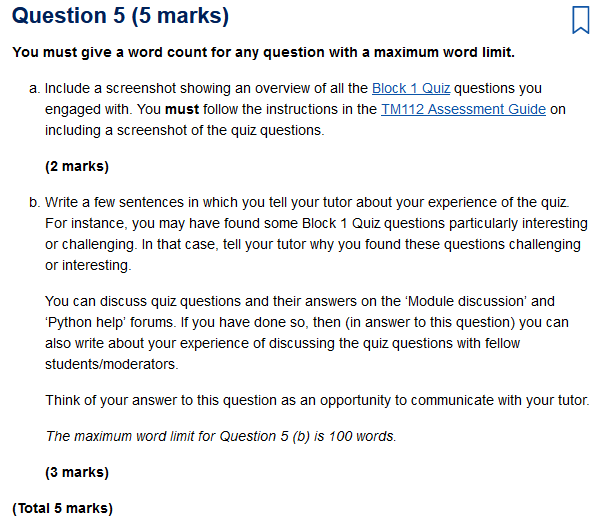 Question 5 (5 marks)
You must give a word count for any question with a maximum word limit.
a. Include a screenshot showing an overview of all the Block 1 Quiz questions you
engaged with. You must follow the instructions in the TM112 Assessment Guide on
including a screenshot of the quiz questions.
(2 marks)
b. Write a few sentences in which you tell your tutor about your experience of the quiz.
For instance, you may have found some Block 1 Quiz questions particularly interesting
or challenging. In that case, tell your tutor why you found these questions challenging
or interesting.
You can discuss quiz questions and their answers on the ‘Module discussion’ and
‘Python help’ forums. If you have done so, then (in answer to this question) you can
also write about your experience of discussing the quiz questions with fellow
students/moderators.
Think of your answer to this question as an opportunity to communicate with your tutor.
The maximum word limit for Question 5 (b) is 100 words.
(3 marks)
(Total 5 marks)